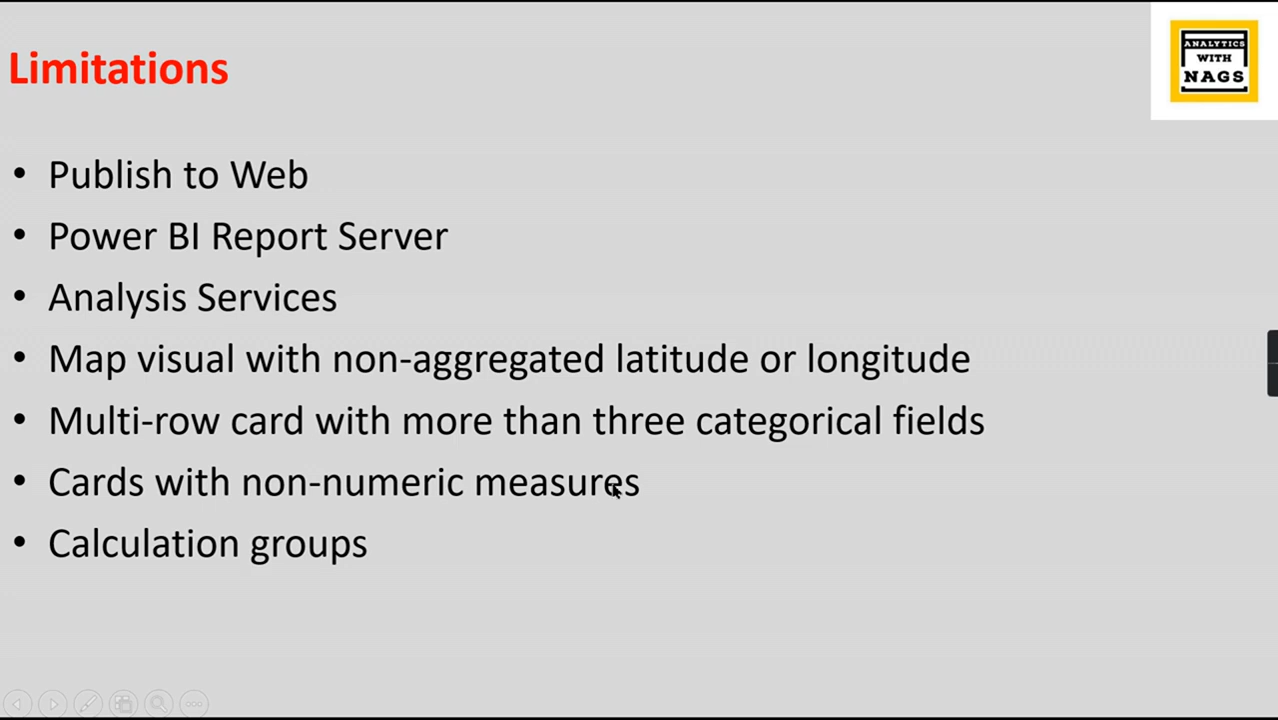 Limitations
ANALYTICS
WITH
NAGS
• Publish to Web
• Power BI Report Server
• Analysis Services
• Map visual with non-aggregated latitude or longitude
• Multi-row card with more than three categorical fields
• Cards with non-numeric measures
• Calculation groups